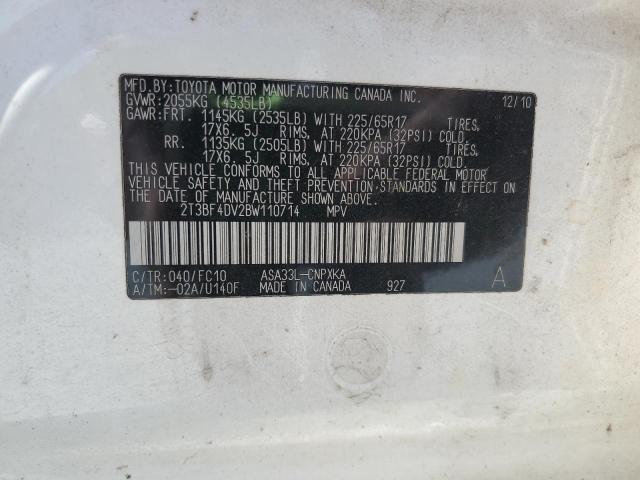 MFD.BY:TOYOTA MOTOR MANUFACTURING CANADA INC. 12/10
GVWR:2055KG (4535LB)
GAWR:FRT. 1145KG (2535LB) WITH 225/65R17 TIRES,
17X6. 5J RIMS, AT 220KPA (32PSI) COLD.
RR. 1135KG (2505LB) WITH 225/65R17 TIRES,
17X6. 5J RIMS, AT 220KPA (32PSI) COLD.
THIS VEHICLE CONFORMS TO ALL APPLICABLE FEDERAL MOTOR
VEHICLE SAFETY AND THEFT PREVENTION STANDARDS IN EFFECT ON
THE DATE OF MANUFACTURE SHOWN ABOVE.
2T3BF4DV2BW110714 MPV
C/TR:040/FC10 ASA33L-CNPXKA A
A/TM:-02A/U140F MADE IN CANADA 927